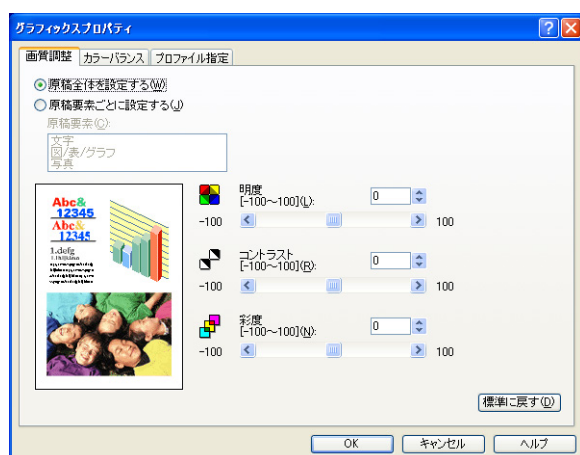 グラフィックスプロパティ
画質調整 カラーバランス プロファイル指定
原稿全体を設定する(W)
原稿要素ごとに設定する(J)
原稿要素(C):
文字
図/表/グラフ
写真
Abc&
12345
Abc&
12345
1.defg
明度
[-100~100](L): 0
-100 100
コントラスト
[-100~100](R): 0
-100 100
彩度
[-100~100](N): 0
-100 100
標準に戻す(D)
OK キャンセル ヘルプ